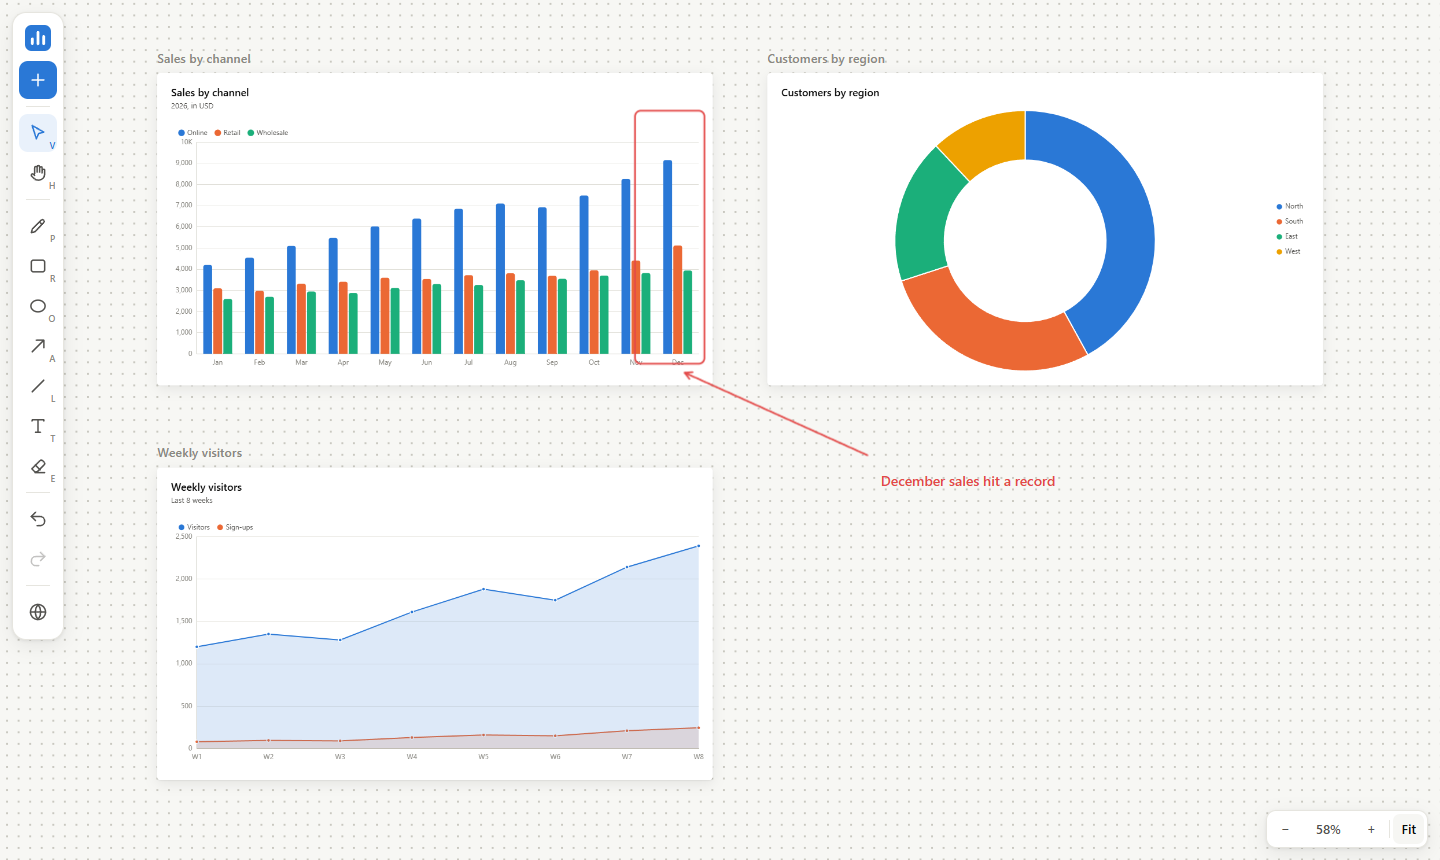 Sales by channel
Sales by channel
2026, in USD
Online Retail Wholesale
10K
9,000
8,000
7,000
6,000
5,000
4,000
3,000
2,000
1,000
0
Jan Feb Mar Apr May Jun Jul Aug Sep Oct Nov Dec
Customers by region
Customers by region
North
South
East
West
December sales hit a record
Weekly visitors
Weekly visitors
Last 8 weeks
Visitors Sign-ups
2,500
2,000
1,500
1,000
500
0
W1 W2 W3 W4 W5 W6 W7 W8
V
H
P
R
O
A
L
T
E
− 58% + Fit